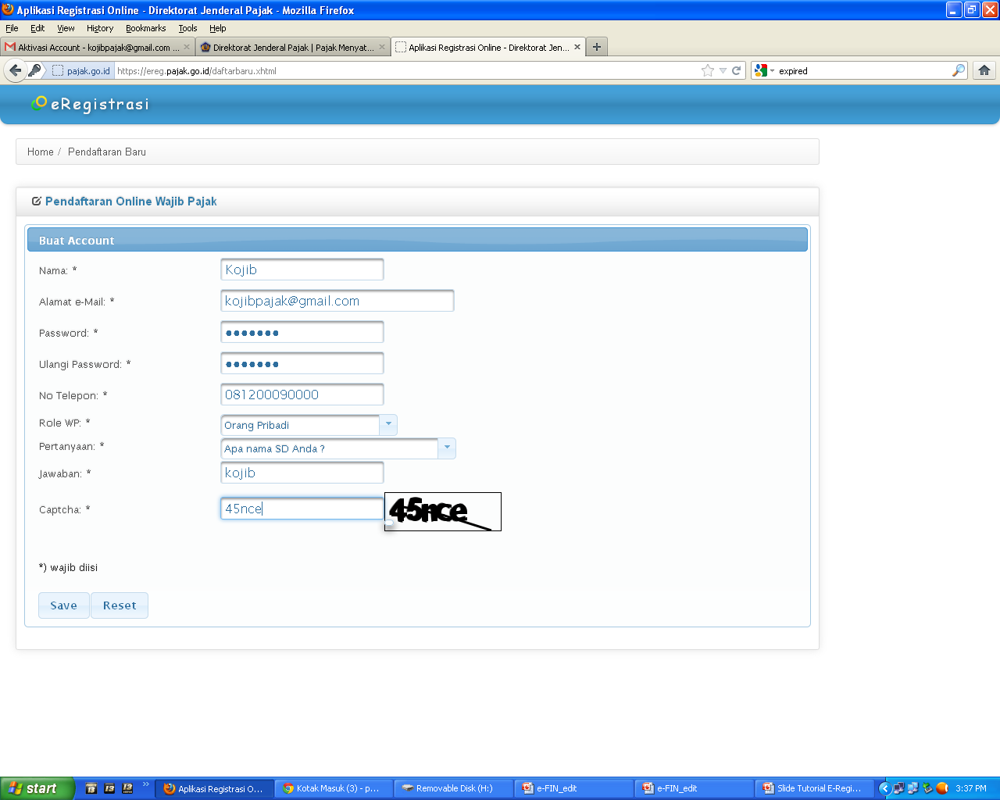 Aplikasi Registrasi Online - Direktorat Jenderal Pajak - Mozilla Firefox
File Edit View History Bookmarks Tools Help
Aktivasi Account - kojibpajak@gmail.com ... Direktorat Jenderal Pajak | Pajak Menyat... Aplikasi Registrasi Online - Direktorat Jen...
pajak.go.id https://ereg.pajak.go.id/daftarbaru.xhtml expired
eRegistrasi
Home / Pendaftaran Baru
Pendaftaran Online Wajib Pajak
Buat Account
Nama: * Kojib
Alamat e-Mail: * kojibpajak@gmail.com
Password: * •••••••
Ulangi Password: * •••••••
No Telepon: * 081200090000
Role WP: * Orang Pribadi
Pertanyaan: * Apa nama SD Anda ?
Jawaban: * kojib
Captcha: * 45nce 45nce
*) wajib diisi
Save Reset
start Aplikasi Registrasi O... Kotak Masuk (3) - p... Removable Disk (H:) e-FIN_edit e-FIN_edit Slide Tutorial E-Regi... 3:37 PM